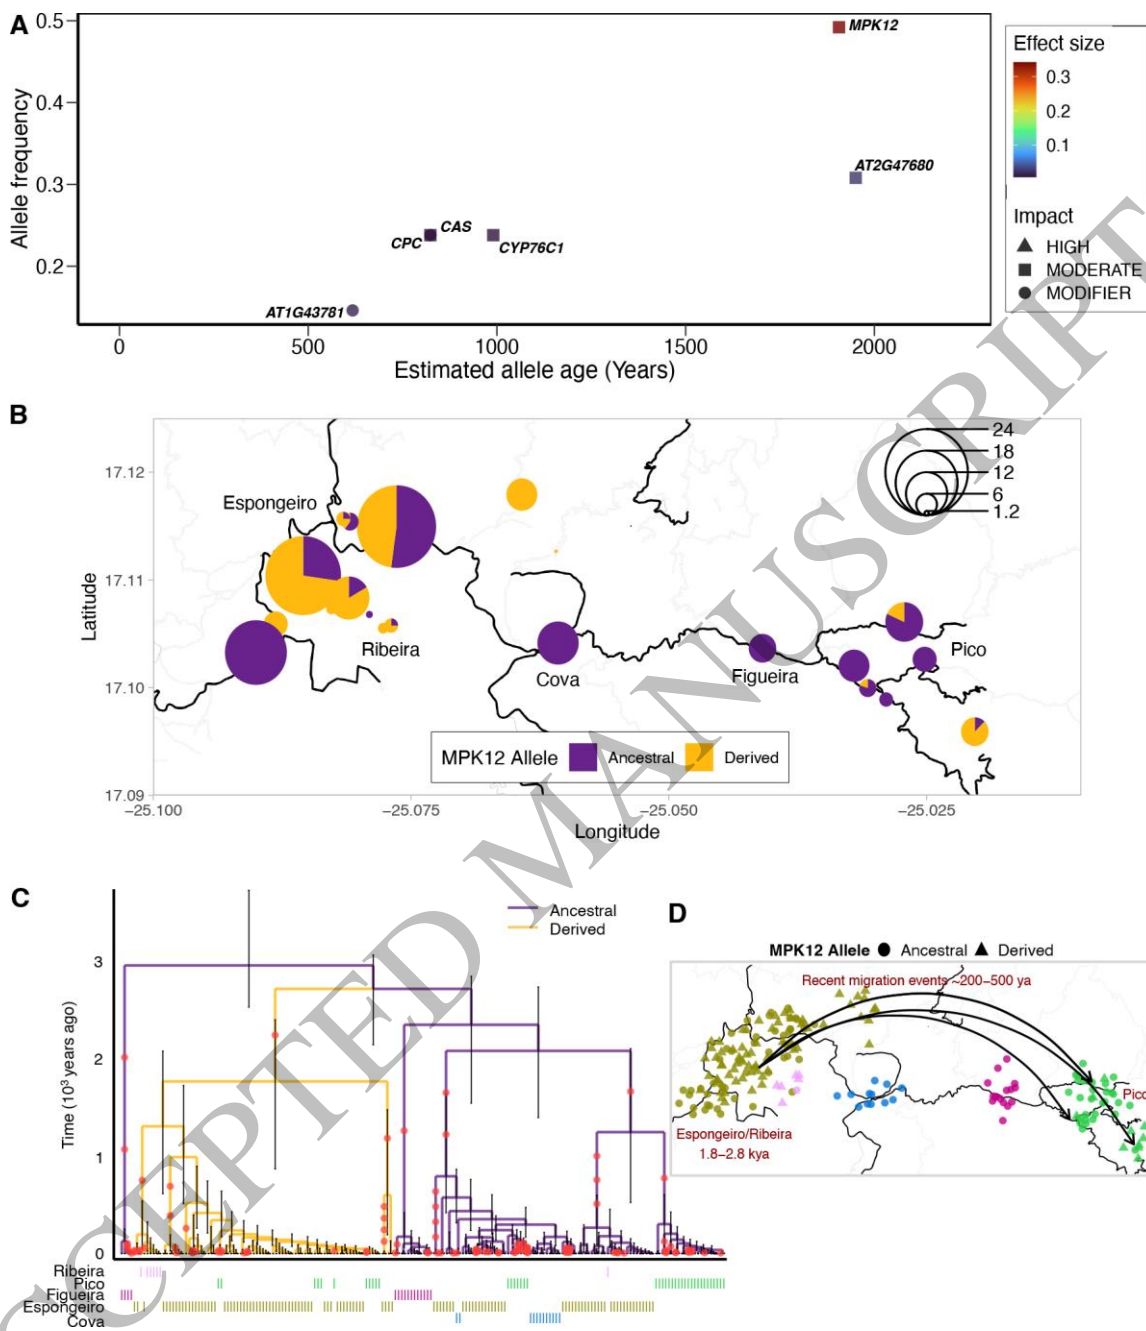 A
0.5
0.4
0.3
0.2
Allele frequency
MPK12
AT2G47680
CAS
CPC
CYP76C1
AT1G43781
0
500
1000
1500
2000
Estimated allele age (Years)
Effect size
0.3
0.2
0.1
Impact
HIGH
MODERATE
MODIFIER
B
17.12
17.11
17.10
17.09
Latitude
Espongeiro
Ribeira
Cova
Figueira
Pico
24
18
12
6
1.2
MPK12 Allele Ancestral Derived
−25.100
−25.075
−25.050
−25.025
Longitude
C
Ancestral
Derived
3
2
1
0
Time (10³ years ago)
Ribeira
Pico
Figueira
Espongeiro
Cova
D
MPK12 Allele Ancestral Derived
Recent migration events ~200−500 ya
Pico
Espongeiro/Ribeira
1.8−2.8 kya
CCEPTED MANUSCRIPT